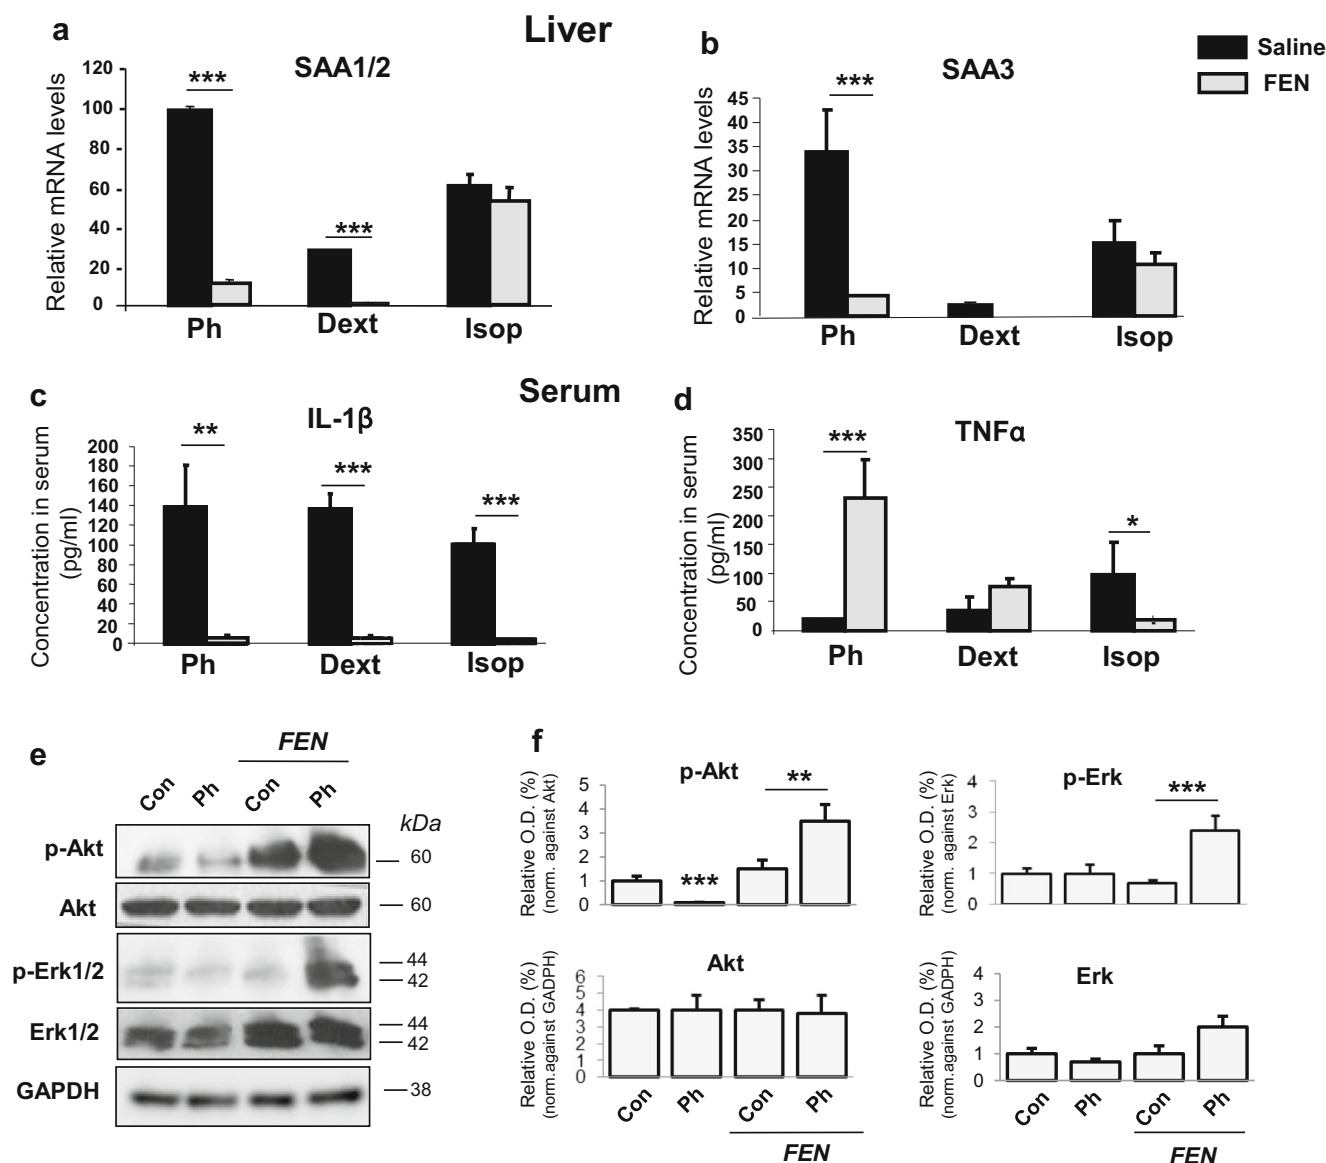 Liver
Saline
FEN
a
SAA1/2
Relative mRNA levels
120
100
80
60
40
20
0
***
***
Ph
Dext
Isop
b
SAA3
Relative mRNA levels
45
40
35
30
25
20
15
10
5
0
***
Ph
Dext
Isop
Serum
c
IL-1β
Concentration in serum
(pg/ml)
200
180
160
140
120
100
80
60
40
20
0
**
***
***
Ph
Dext
Isop
d
TNFα
Concentration in serum
(pg/ml)
350
300
250
200
150
100
50
0
***
*
Ph
Dext
Isop
e
FEN
Con
Ph
Con
Ph
kDa
p-Akt
60
Akt
60
p-Erk1/2
44
42
Erk1/2
44
42
GAPDH
38
f
p-Akt
Relative O.D. (%)
(norm. against Akt)
5
4
3
2
1
0
***
**
p-Erk
Relative O.D. (%)
(norm. against Erk)
4
3
2
1
0
***
Akt
Relative O.D. (%)
(norm.against GADPH)
6
5
4
3
2
1
0
Con
Ph
Con
Ph
FEN
Erk
Relative O.D. (%)
(norm.against GADPH)
4
3
2
1
0
Con
Ph
Con
Ph
FEN